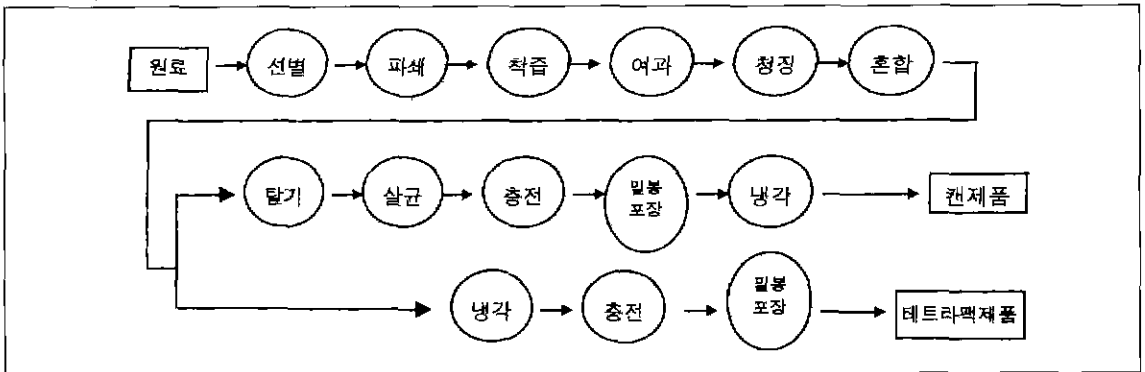 원료 선별 파쇄 착즙 여과 청징 혼합
탈기 살균 충전 밀봉 냉각 캔제품
포장
냉각 충전 밀봉 테트라팩제품
포장